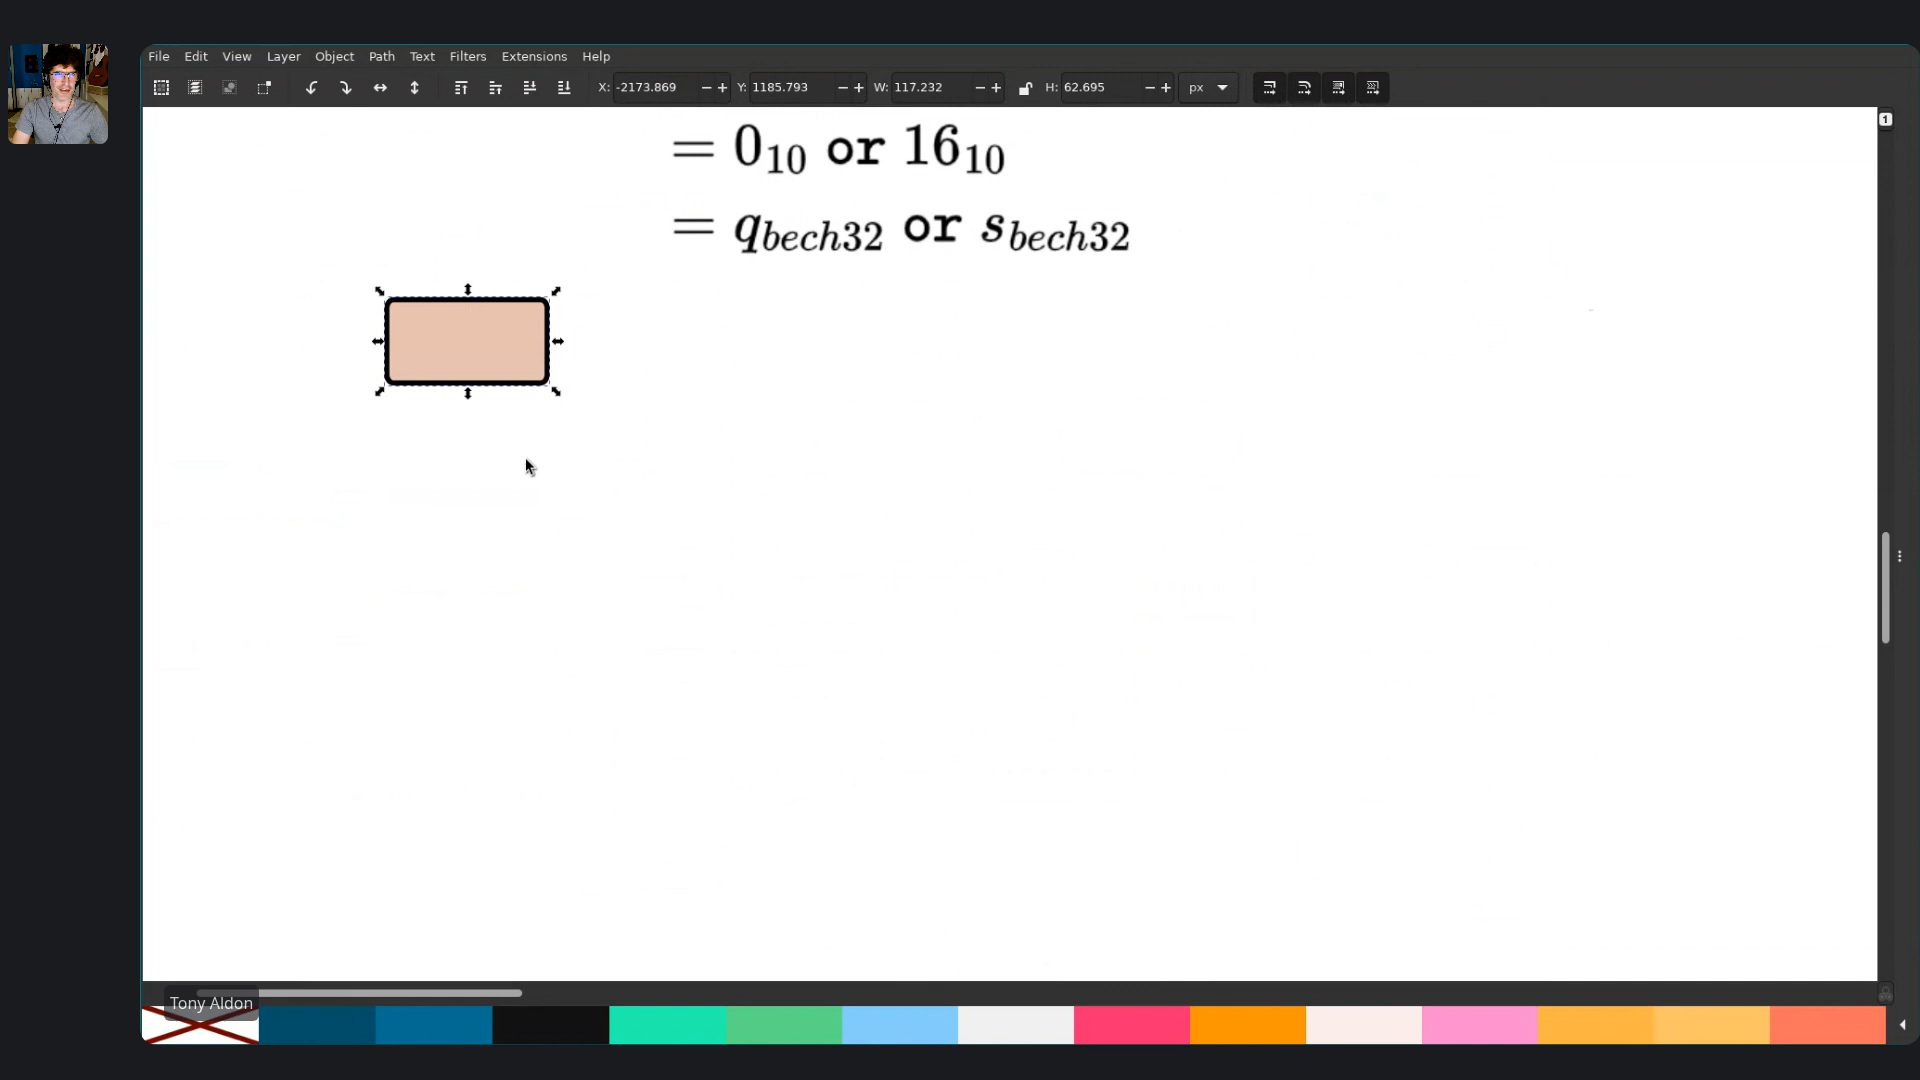 File Edit View Layer Object Path Text Filters Extensions Help
X: -2173.869 − + Y: 1185.793 − + W: 117.232 − + H: 62.695 − + px
1
= 0₁₀ or 16₁₀
= q_bech32 or s_bech32
Tony Aldon